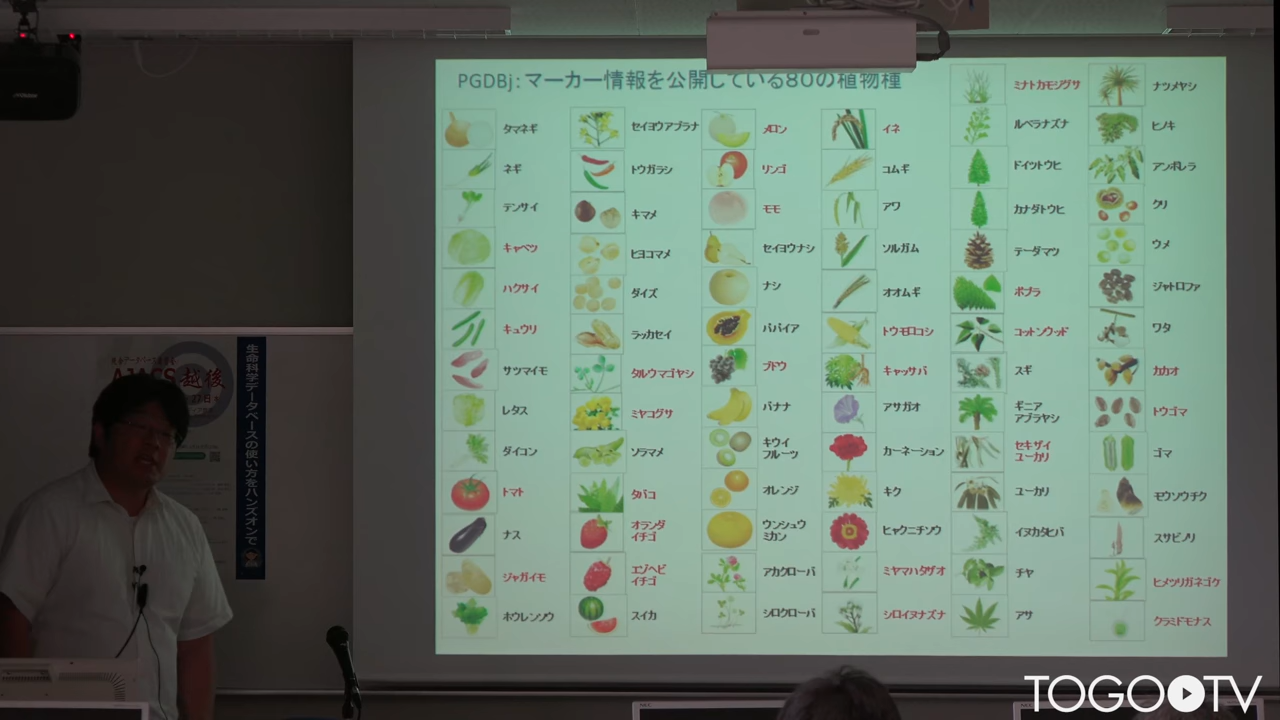 PGDBj：マーカー情報を公開している80の植物種
タマネギ
ネギ
テンサイ
キャベツ
ハクサイ
キュウリ
サツマイモ
レタス
ダイコン
トマト
ナス
ジャガイモ
ホウレンソウ
セイヨウアブラナ
トウガラシ
キマメ
ヒヨコマメ
ダイズ
ラッカセイ
タルウマゴヤシ
ミヤコグサ
ソラマメ
タバコ
オランダ
イチゴ
エゾヘビ
イチゴ
スイカ
メロン
リンゴ
モモ
セイヨウナシ
ナシ
パパイア
ブドウ
バナナ
キウイ
フルーツ
オレンジ
ウンシュウ
ミカン
アカクローバ
シロクローバ
イネ
コムギ
アワ
ソルガム
オオムギ
トウモロコシ
キャッサバ
アサガオ
カーネーション
キク
ヒャクニチソウ
ミヤマハタザオ
シロイヌナズナ
ミナトカモジグサ
ルベラナズナ
ドイツトウヒ
カナダトウヒ
テーダマツ
ポプラ
コットンウッド
スギ
ギニア
アブラヤシ
セキザイ
ユーカリ
ユーカリ
イヌカタヒバ
チャ
アサ
ナツメヤシ
ヒノキ
アンボレラ
クリ
ウメ
ジャトロファ
ワタ
カカオ
トウゴマ
ゴマ
モウソウチク
スサビノリ
ヒメツリガネゴケ
クラミドモナス
生命科学データベースの使い方をハンズオンで
越後
NEC
NEC
TOGO TV